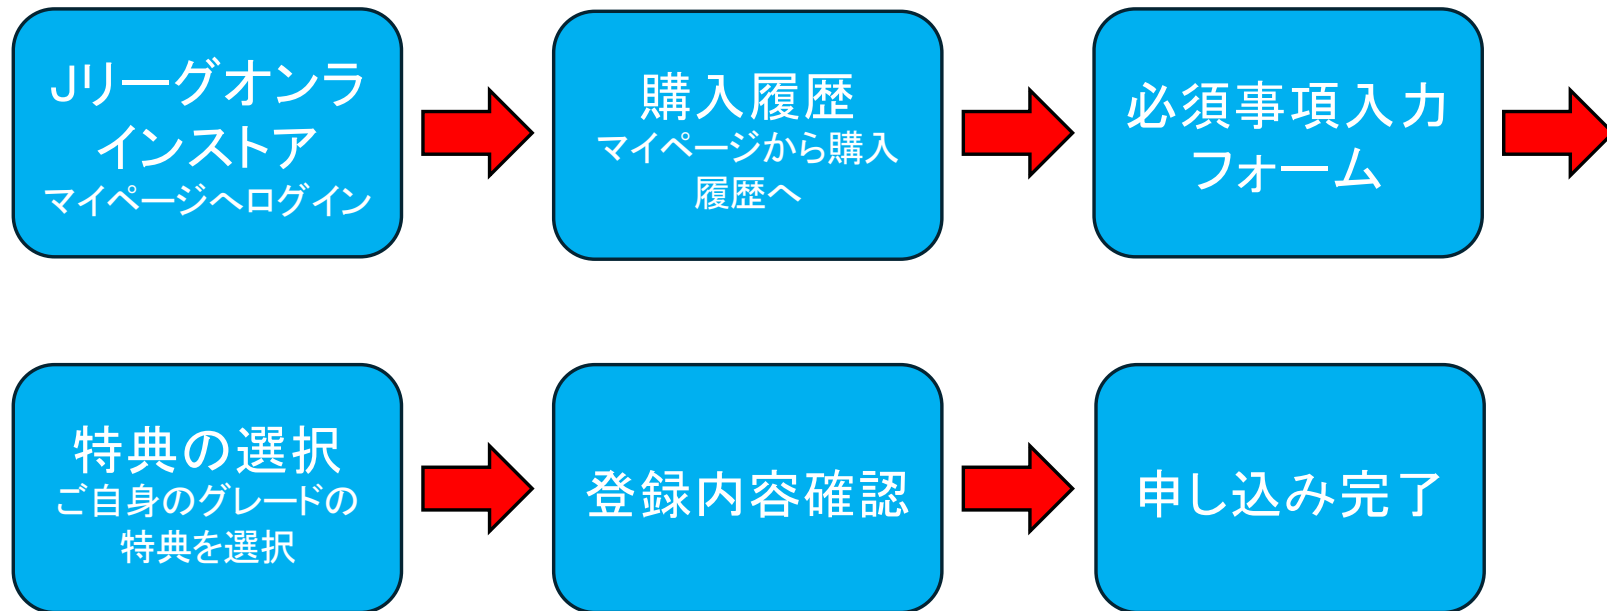 Jリーグオンラ
インストア
マイページへログイン
購入履歴
マイページから購入
履歴へ
必須事項入力
フォーム
特典の選択
ご自身のグレードの
特典を選択
登録内容確認
申し込み完了